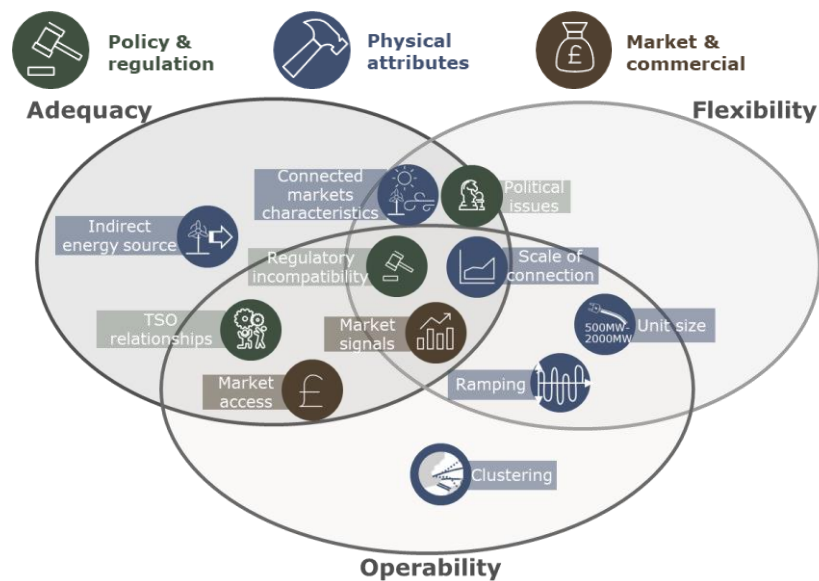 Policy &
regulation
Physical
attributes
£
Market &
commercial
Adequacy
Flexibility
Connected
markets
characteristics
Political
issues
Indirect
energy source
Regulatory
incompatibility
Scale of
connection
TSO
relationships
Market
signals
500MW-
2000MW
Unit size
Market
access
£
Ramping
Clustering
Operability